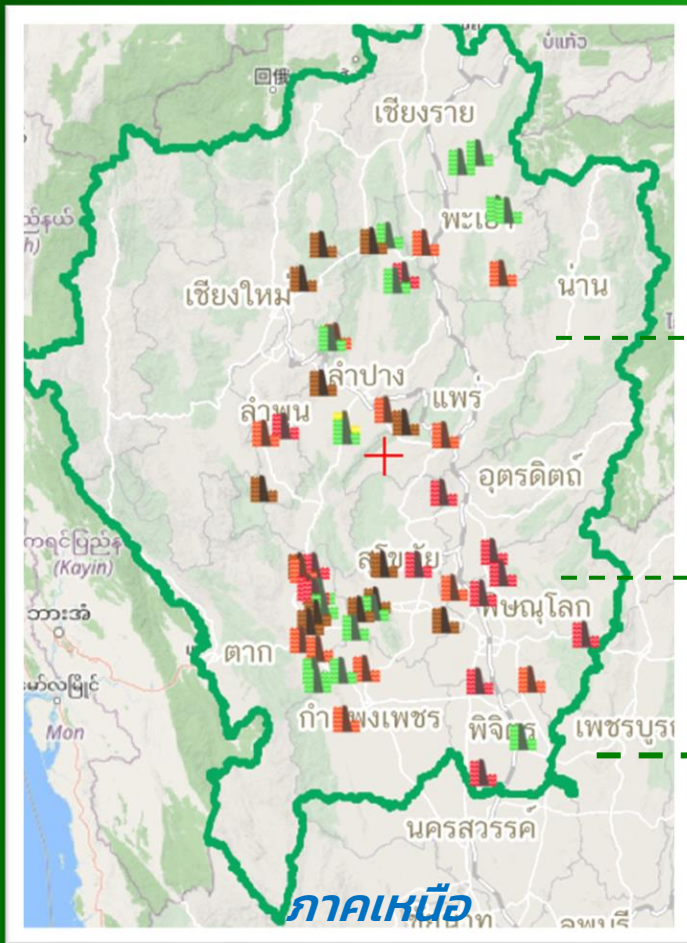 บ่แก้ว
เชียงราย
พะเยา
น่าน
เชียงใหม่
ลำปาง
แพร่
ลำพูน
อุตรดิตถ์
(Kayin)
สุโขทัย
ဘားအံ
พิษณุโลก
ตาก
Mon
กำแพงเพชร
พิจิตร
เพชรบูรณ์
นครสวรรค์
ภาคเหนือ